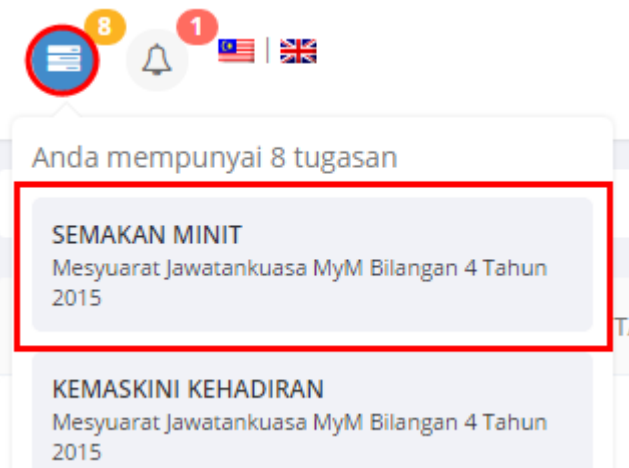 8
1
|
Anda mempunyai 8 tugasan
SEMAKAN MINIT
Mesyuarat Jawatankuasa MyM Bilangan 4 Tahun
2015
KEMASKINI KEHADIRAN
Mesyuarat Jawatankuasa MyM Bilangan 4 Tahun
2015